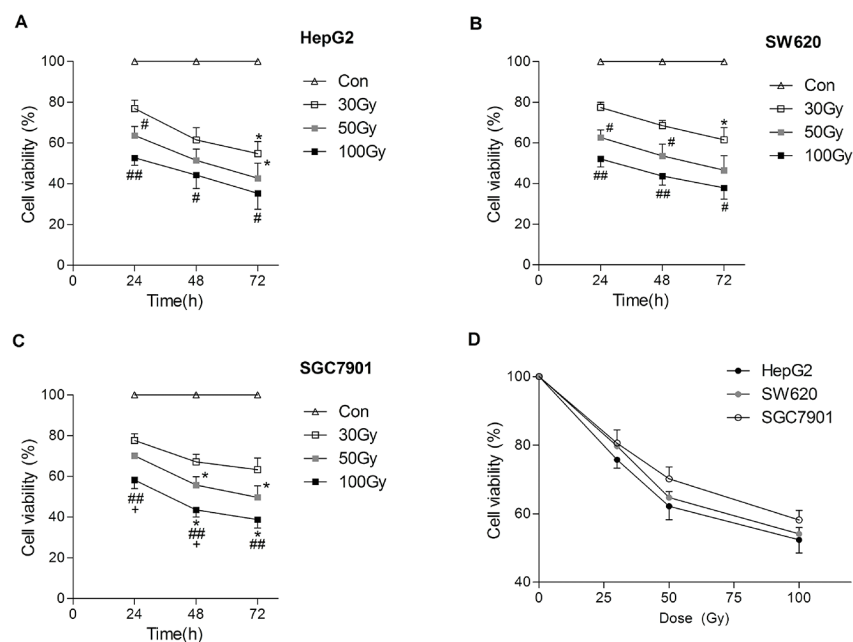 A
HepG2
Con
30Gy
50Gy
100Gy
Cell viability (%)
100
80
60
40
20
0
0 24 48 72
Time(h)
#
##
#
*
*
#
B
SW620
Con
30Gy
50Gy
100Gy
Cell viability (%)
100
80
60
40
20
0
0 24 48 72
Time(h)
#
##
#
##
*
#
C
SGC7901
Con
30Gy
50Gy
100Gy
Cell viability (%)
100
80
60
40
20
0
0 24 48 72
Time(h)
##
+
*
*
##
+
*
*
##
D
HepG2
SW620
SGC7901
Cell viability (%)
100
80
60
40
0 25 50 75 100
Dose (Gy)